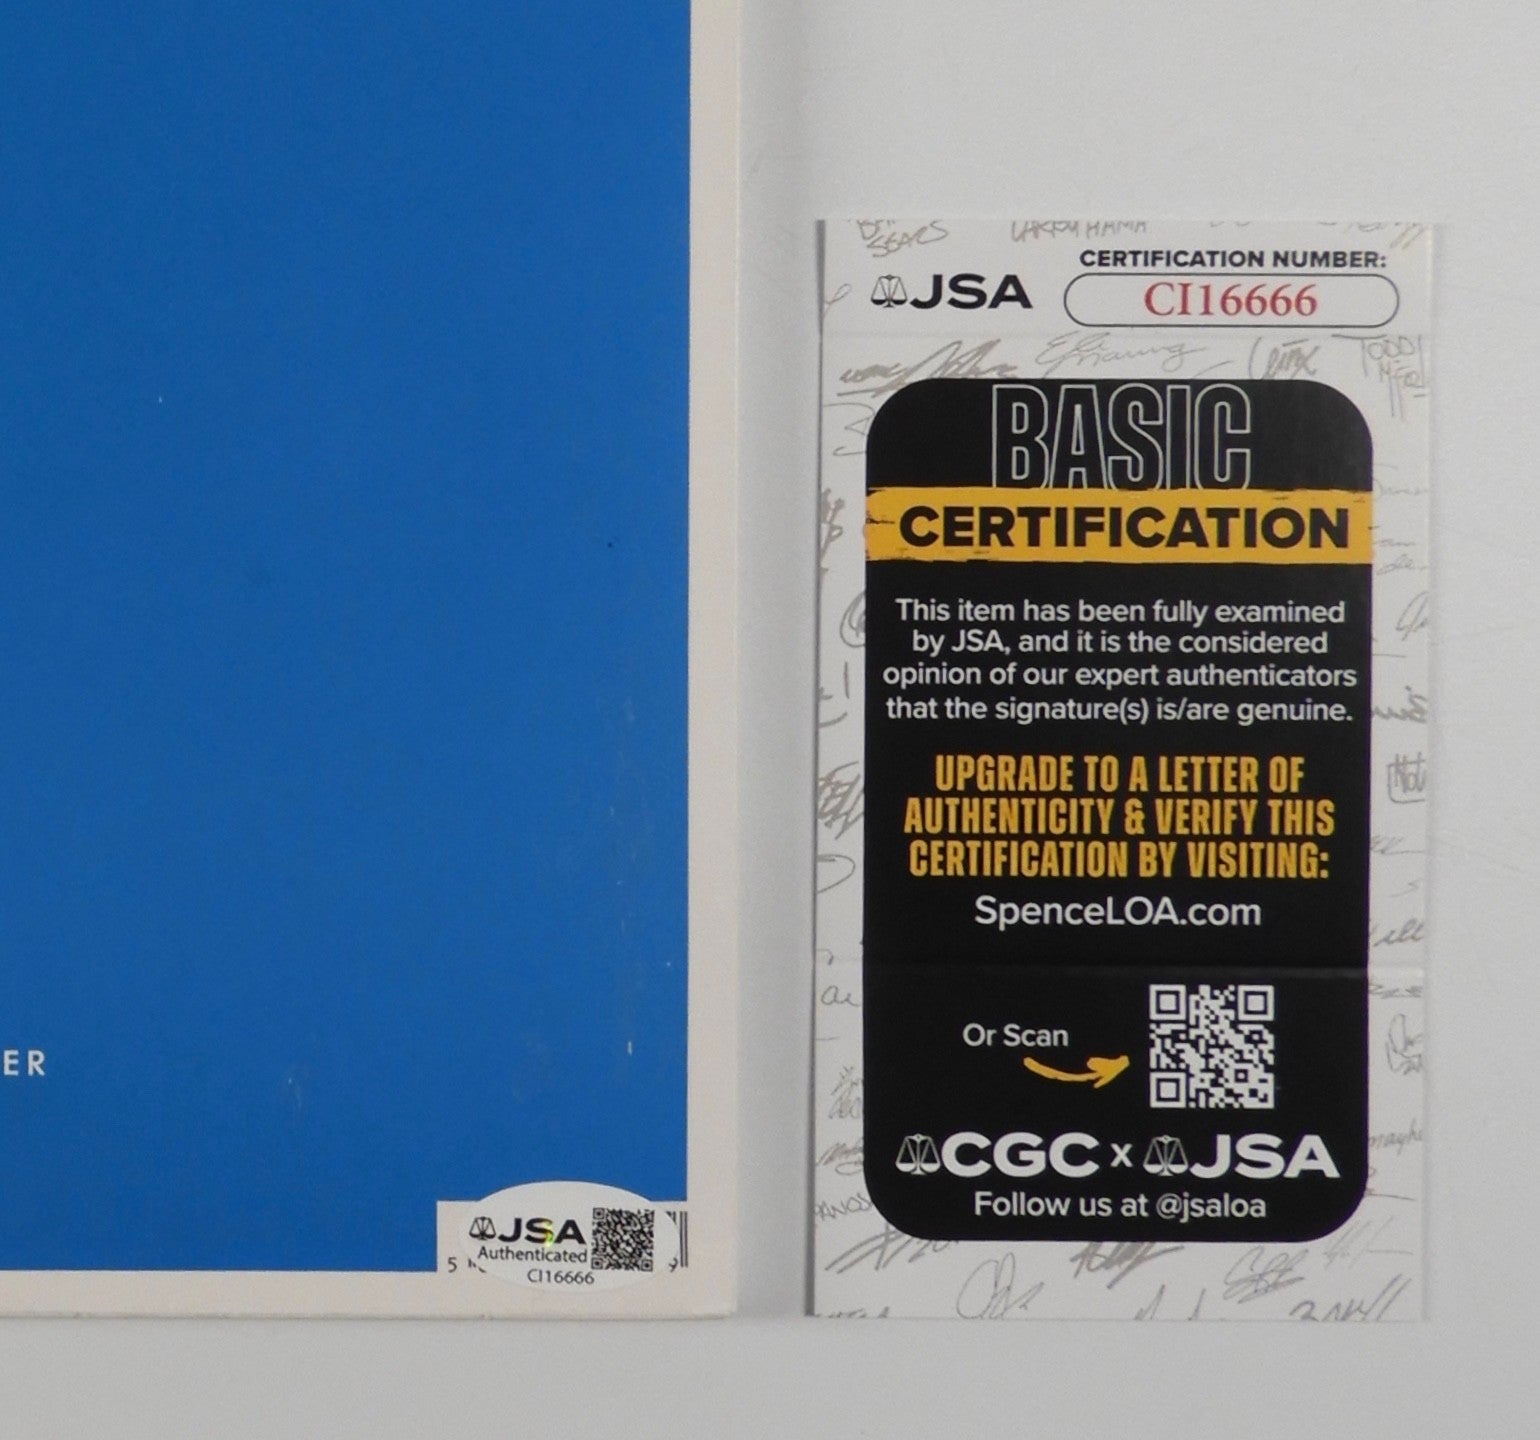 CERTIFICATION NUMBER:
JSA
CI16666
BASIC
CERTIFICATION
This item has been fully examined
by JSA, and it is the considered
opinion of our expert authenticators
that the signature(s) is/are genuine.
UPGRADE TO A LETTER OF
AUTHENTICITY & VERIFY THIS
CERTIFICATION BY VISITING:
SpenceLOA.com
Or Scan
CGC x JSA
Follow us at @jsaloa
ER
JSA
Authenticated
5
9
CI16666